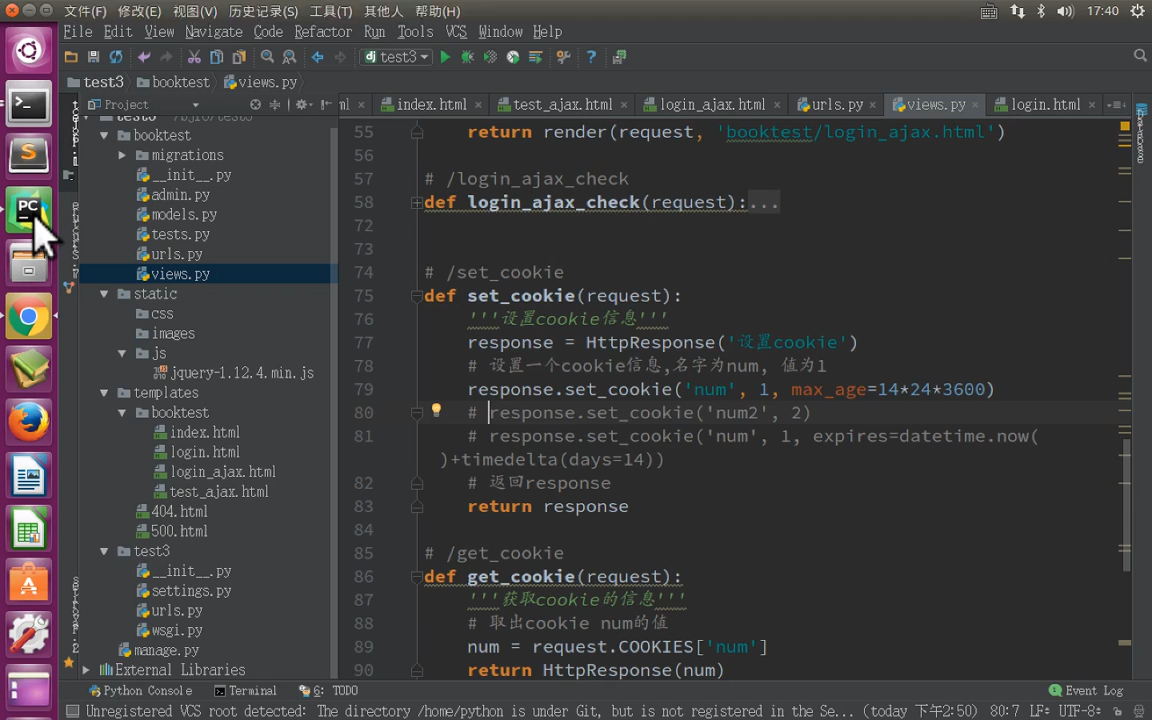 文件(F) 修改(E) 视图(V) 历史记录(S) 工具(T) 其他人 帮助(H) 17:40
File Edit View Navigate Code Refactor Run Tools VCS Window Help
dj test3
test3 booktest views.py
Project index.html test_ajax.html login_ajax.html urls.py views.py login.html
booktest
migrations
__init__.py
admin.py
models.py
tests.py
urls.py
views.py
static
css
images
js
jquery-1.12.4.min.js
templates
booktest
index.html
login.html
login_ajax.html
test_ajax.html
404.html
500.html
test3
__init__.py
settings.py
urls.py
wsgi.py
manage.py
External Libraries
55 return render(request, 'booktest/login_ajax.html')
56
57 # /login_ajax_check
58 def login_ajax_check(request):...
72
73
74 # /set_cookie
75 def set_cookie(request):
76 '''设置cookie信息'''
77 response = HttpResponse('设置cookie')
78 # 设置一个cookie信息,名字为num, 值为1
79 response.set_cookie('num', 1, max_age=14*24*3600)
80 # response.set_cookie('num2', 2)
81 # response.set_cookie('num', 1, expires=datetime.now(
)+timedelta(days=14))
82 # 返回response
83 return response
84
85 # /get_cookie
86 def get_cookie(request):
87 '''获取cookie的信息'''
88 # 取出cookie num的值
89 num = request.COOKIES['num']
90 return HttpResponse(num)
Python Console Terminal 6: TODO Event Log
Unregistered VCS root detected: The directory /home/python is under Git, but is not registered in the Se... (today 下午2:50) 80:7 LF÷ UTF-8÷